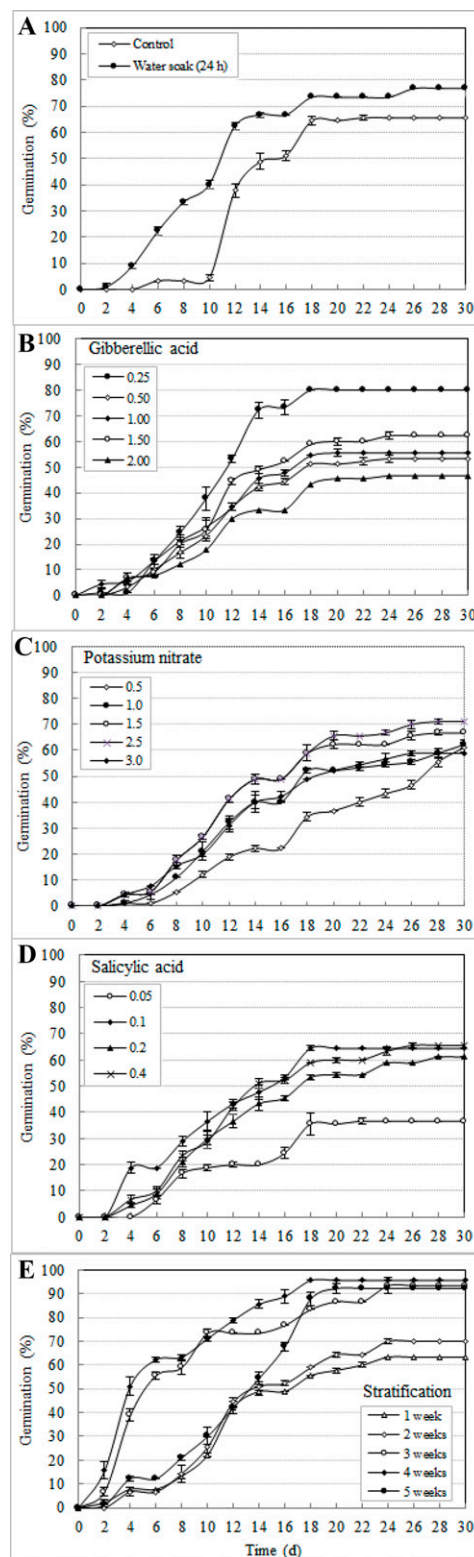 A
Control
Water soak (24 h)
Germination (%)
100
90
80
70
60
50
40
30
20
10
0
0 2 4 6 8 10 12 14 16 18 20 22 24 26 28 30
B
Gibberellic acid
0.25
0.50
1.00
1.50
2.00
Germination (%)
100
90
80
70
60
50
40
30
20
10
0
0 2 4 6 8 10 12 14 16 18 20 22 24 26 28 30
C
Potassium nitrate
0.5
1.0
1.5
2.5
3.0
Germination (%)
100
90
80
70
60
50
40
30
20
10
0
0 2 4 6 8 10 12 14 16 18 20 22 24 26 28 30
D
Salicylic acid
0.05
0.1
0.2
0.4
Germination (%)
100
90
80
70
60
50
40
30
20
10
0
0 2 4 6 8 10 12 14 16 18 20 22 24 26 28 30
E
Stratification
1 week
2 weeks
3 weeks
4 weeks
5 weeks
Germination (%)
100
90
80
70
60
50
40
30
20
10
0
0 2 4 6 8 10 12 14 16 18 20 22 24 26 28 30
Time (d)